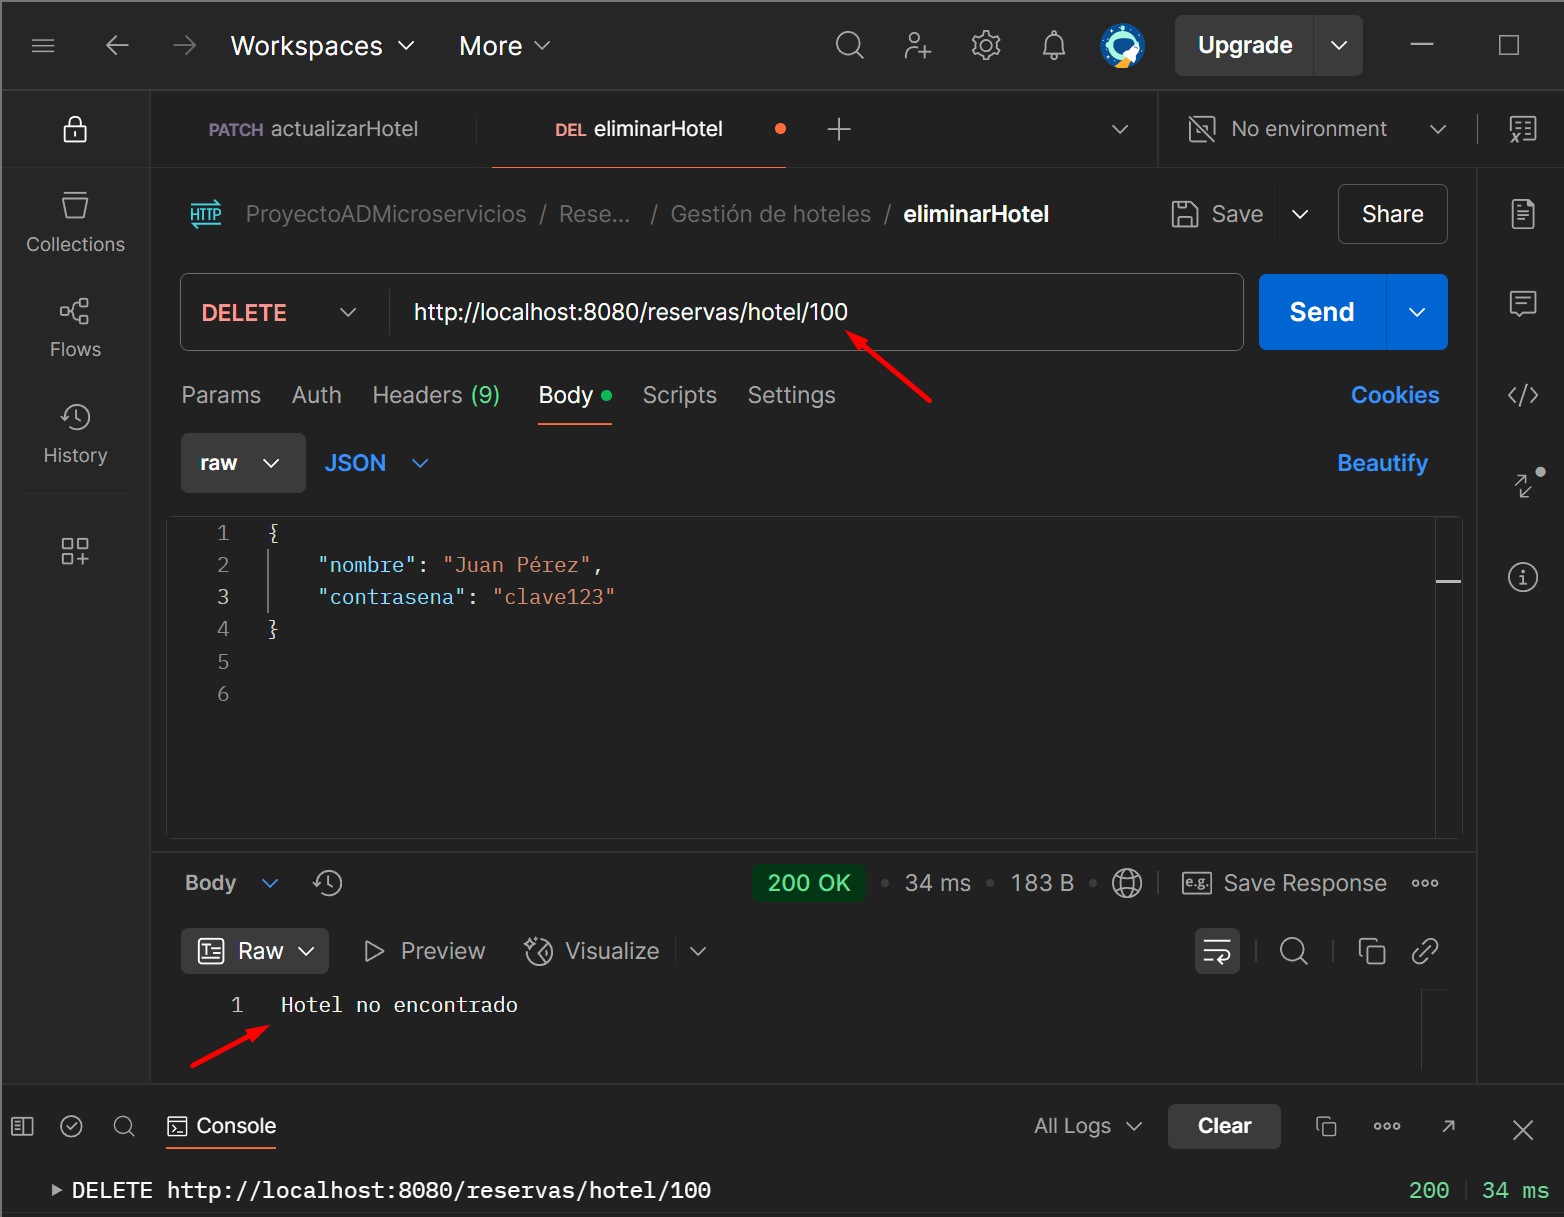 Workspaces More Upgrade
PATCH actualizarHotel DEL eliminarHotel No environment
HTTP ProyectoADMicroservicios / Rese... / Gestión de hoteles / eliminarHotel Save Share
Collections
DELETE http://localhost:8080/reservas/hotel/100 Send
Flows
Params Auth Headers (9) Body Scripts Settings Cookies
History
raw JSON Beautify
1 {
2 "nombre": "Juan Pérez",
3 "contrasena": "clave123"
4 }
5
6
Body 200 OK 34 ms 183 B e.g. Save Response
Raw Preview Visualize
1 Hotel no encontrado
Console All Logs Clear
DELETE http://localhost:8080/reservas/hotel/100 200 34 ms